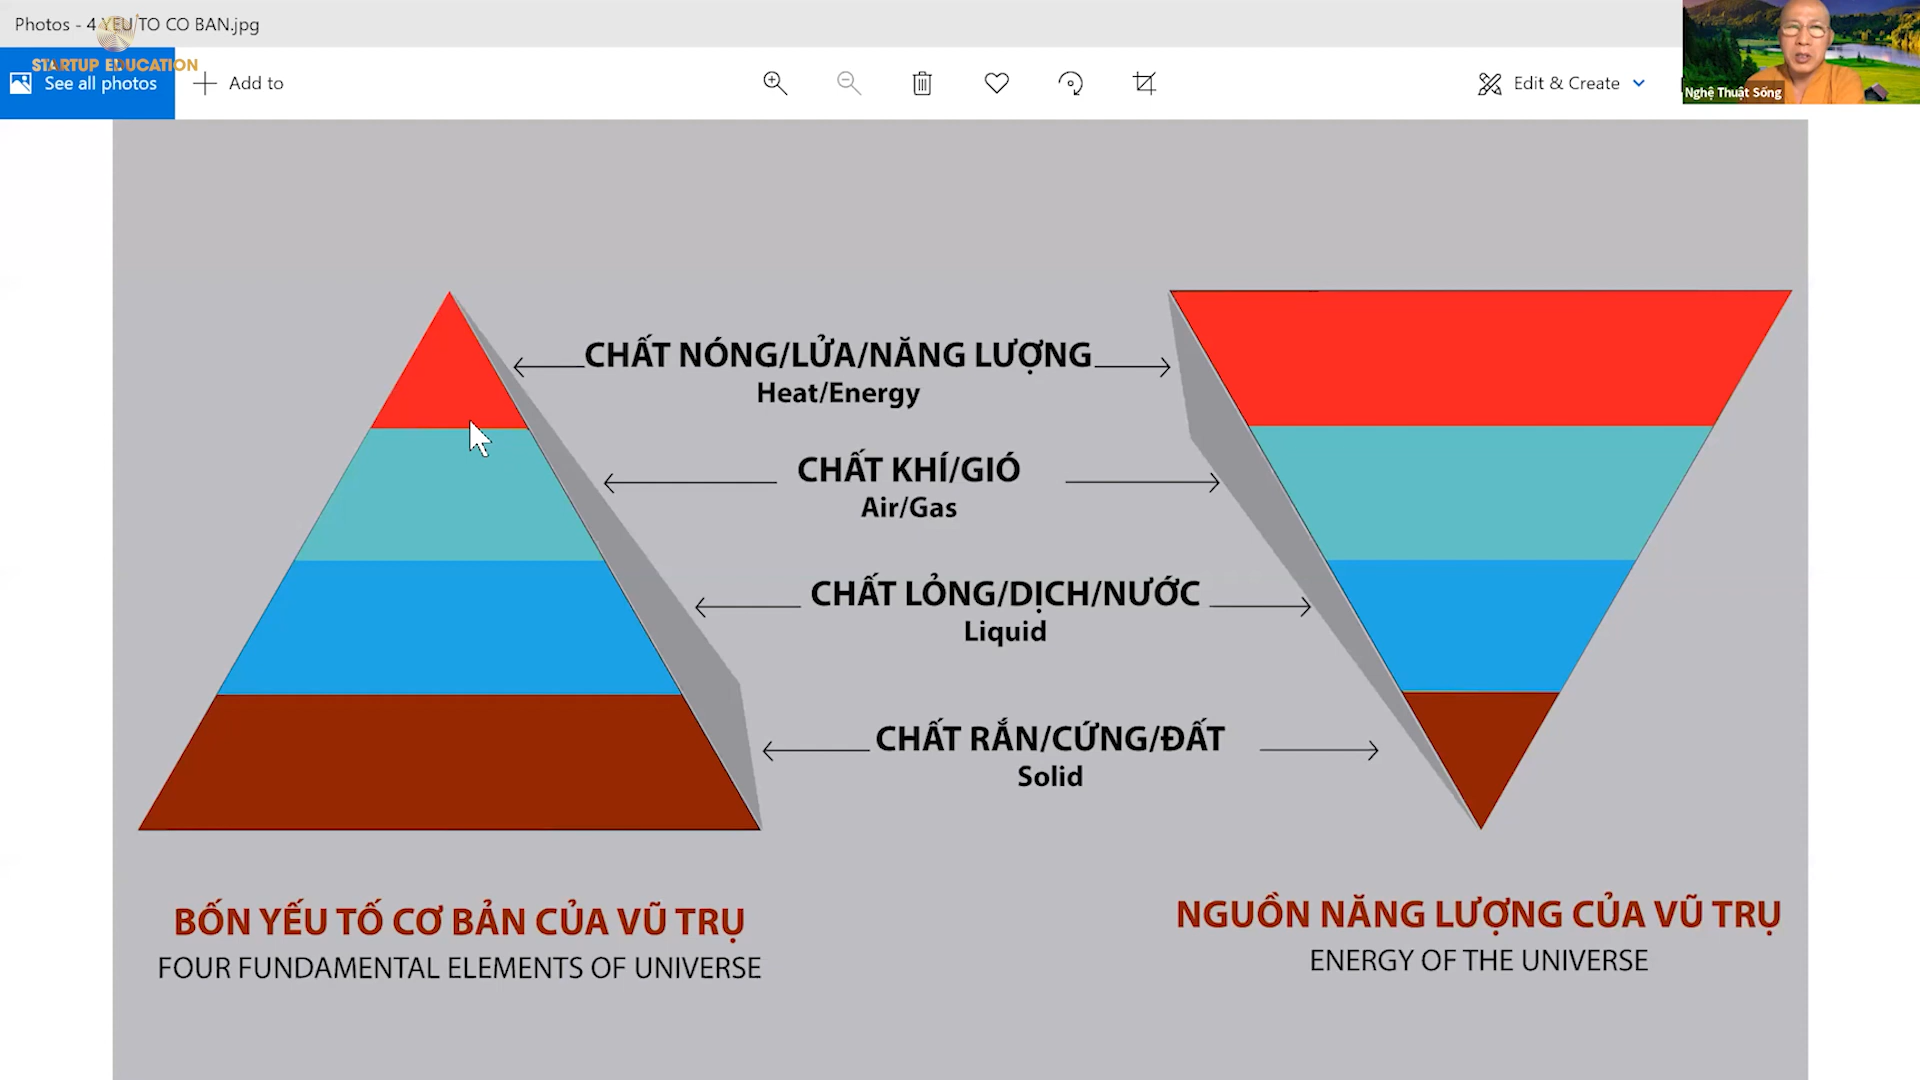 Photos - 4 YEU TO CO BAN.jpg
STARTUP EDUCATION
See all photos
Add to
Edit & Create
Nghệ Thuật Sống
CHẤT NÓNG/LỬA/NĂNG LƯỢNG
Heat/Energy
CHẤT KHÍ/GIÓ
Air/Gas
CHẤT LỎNG/DỊCH/NƯỚC
Liquid
CHẤT RẮN/CỨNG/ĐẤT
Solid
BỐN YẾU TỐ CƠ BẢN CỦA VŨ TRỤ
FOUR FUNDAMENTAL ELEMENTS OF UNIVERSE
NGUỒN NĂNG LƯỢNG CỦA VŨ TRỤ
ENERGY OF THE UNIVERSE